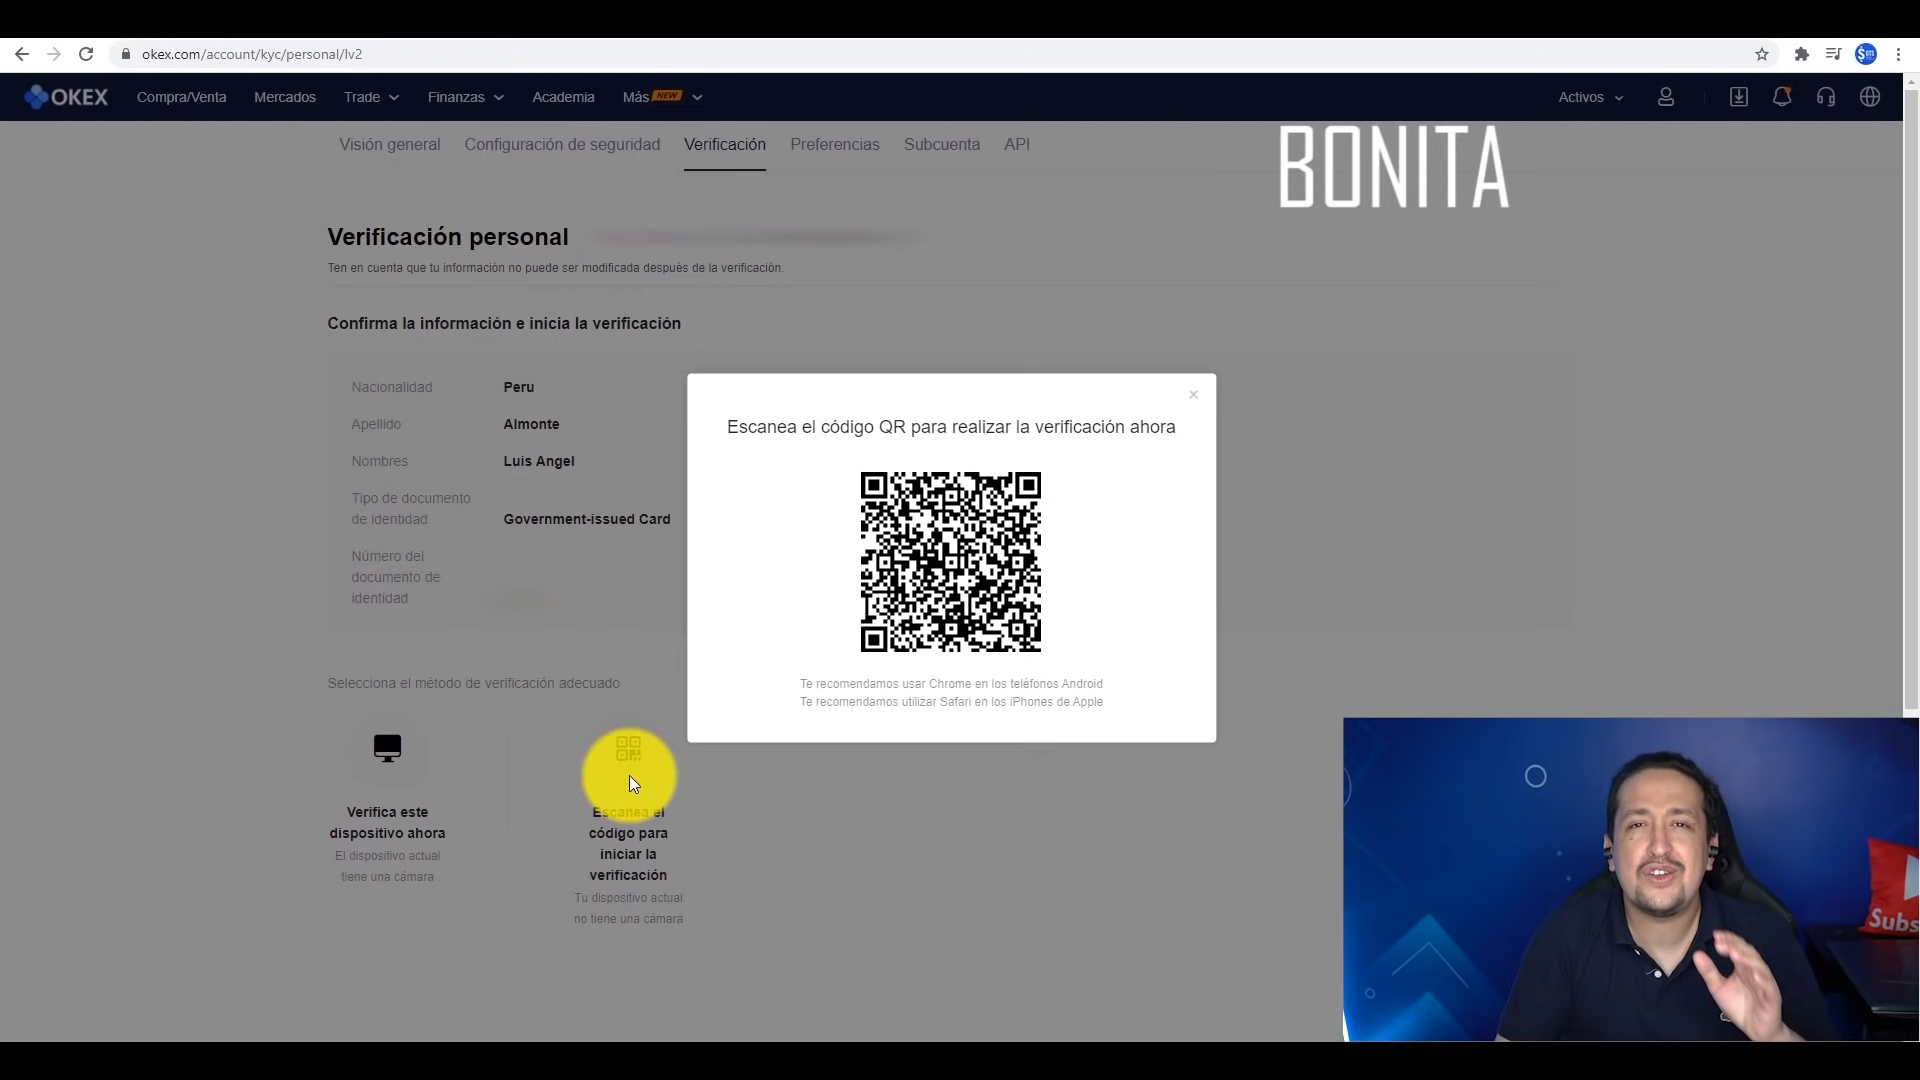 okex.com/account/kyc/personal/lv2
OKEX Compra/Venta Mercados Trade Finanzas Academia Más NEW Activos
Visión general Configuración de seguridad Verificación Preferencias Subcuenta API
BONITA
Verificación personal
Ten en cuenta que tu información no puede ser modificada después de la verificación.
Confirma la información e inicia la verificación
Nacionalidad Peru
Apellido Almonte
Nombres Luis Angel
Tipo de documento
de identidad Government-issued Card
Número del
documento de
identidad
Escanea el código QR para realizar la verificación ahora
Te recomendamos usar Chrome en los teléfonos Android
Te recomendamos utilizar Safari en los iPhones de Apple
Selecciona el método de verificación adecuado
Verifica este
dispositivo ahora
El dispositivo actual
tiene una cámara
Escanea el
código para
iniciar la
verificación
Tu dispositivo actual
no tiene una cámara
Subs